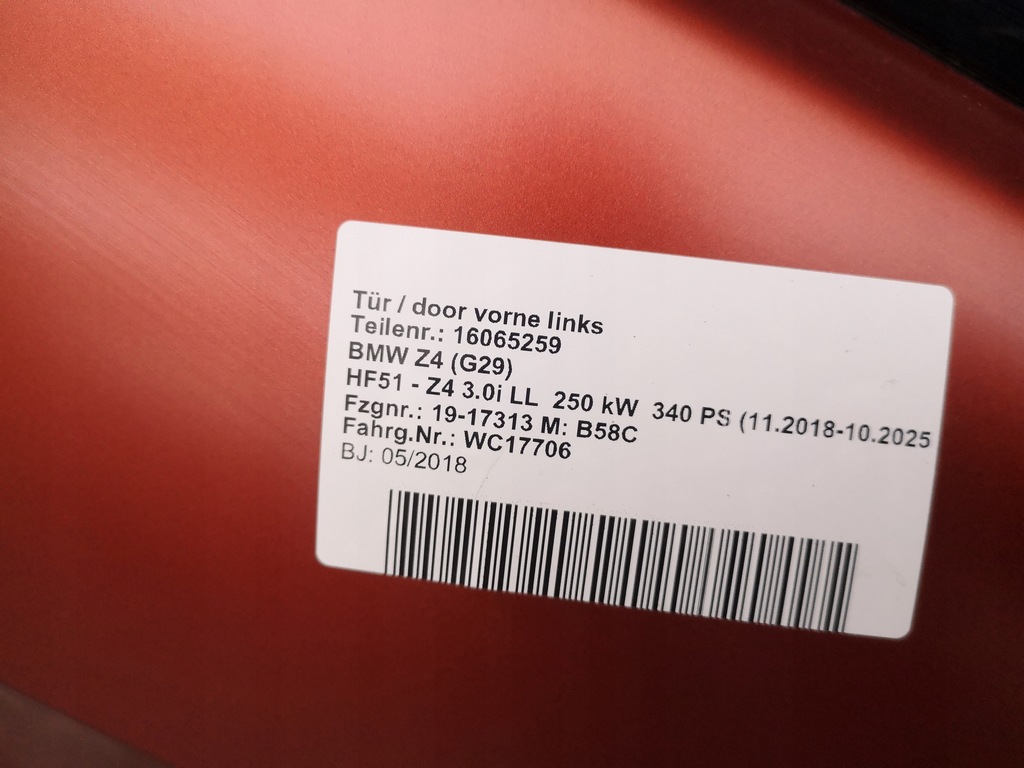 Tür / door vorne links
Teilenr.: 16065259
BMW Z4 (G29)
HF51 - Z4 3.0i LL  250 kW  340 PS (11.2018-10.2025
Fzgnr.: 19-17313 M: B58C
Fahrg.Nr.: WC17706
BJ: 05/2018